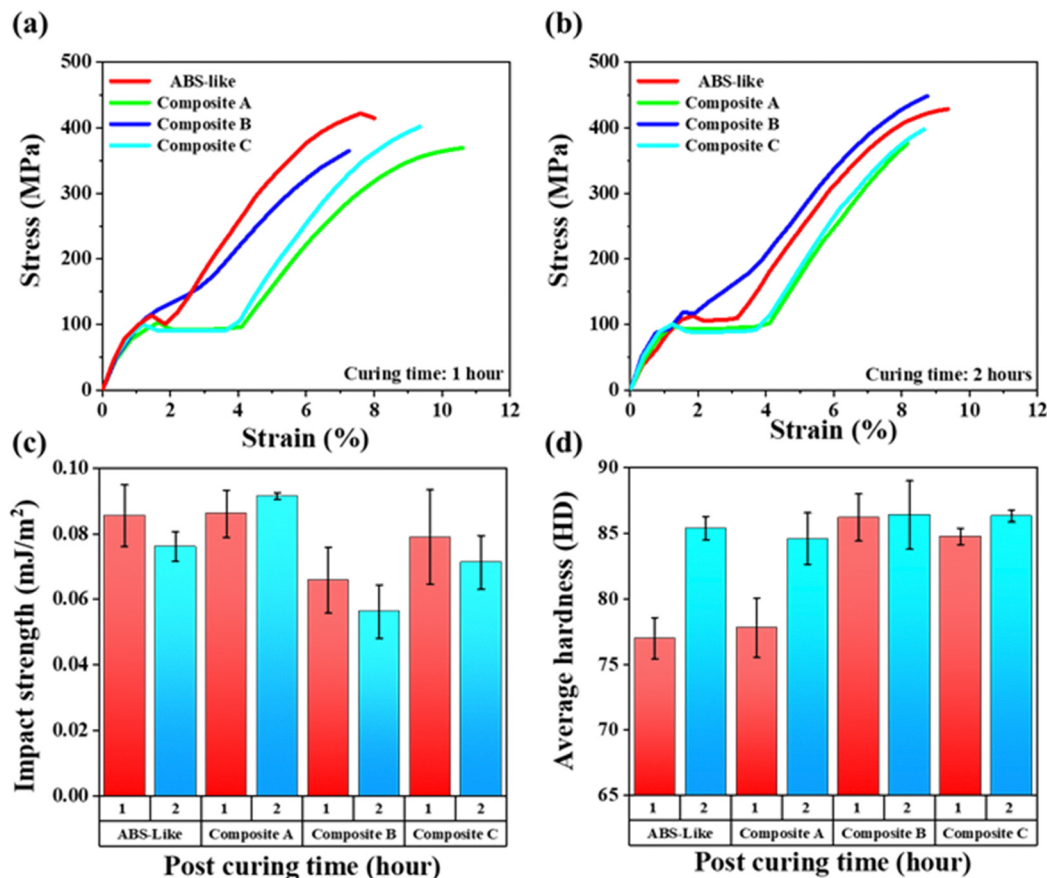 (a)
500
400
300
200
100
0
Stress (MPa)
ABS-like
Composite A
Composite B
Composite C
Curing time: 1 hour
0 2 4 6 8 10 12
Strain (%)
(b)
500
400
300
200
100
0
Stress (MPa)
ABS-like
Composite A
Composite B
Composite C
Curing time: 2 hours
0 2 4 6 8 10 12
Strain (%)
(c)
0.10
0.08
0.06
0.04
0.02
0.00
Impact strength (mJ/m²)
1 2 1 2 1 2 1 2
ABS-Like Composite A Composite B Composite C
Post curing time (hour)
(d)
90
85
80
75
70
65
Average hardness (HD)
1 2 1 2 1 2 1 2
ABS-Like Composite A Composite B Composite C
Post curing time (hour)